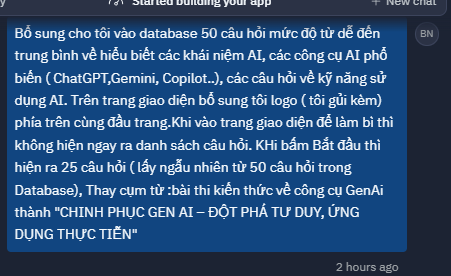 Started building your app
New chat
BN
Bổ sung cho tôi vào database 50 câu hỏi mức độ từ dễ đến
trung bình về hiểu biết các khái niệm AI, các công cụ AI phổ
biến ( ChatGPT,Gemini, Copilot..), các câu hỏi về kỹ năng sử
dụng AI. Trên trang giao diện bổ sung tôi logo ( tôi gửi kèm)
phía trên cùng đầu trang.Khi vào trang giao diện để làm bì thì
không hiện ngay ra danh sách câu hỏi. KHi bấm Bắt đầu thì
hiện ra 25 câu hỏi ( lấy ngẫu nhiên từ 50 câu hỏi trong
Database), Thay cụm từ :bài thi kiến thức về công cụ GenAi
thành "CHINH PHỤC GEN AI – ĐỘT PHÁ TƯ DUY, ỨNG
DỤNG THỰC TIỄN"
2 hours ago